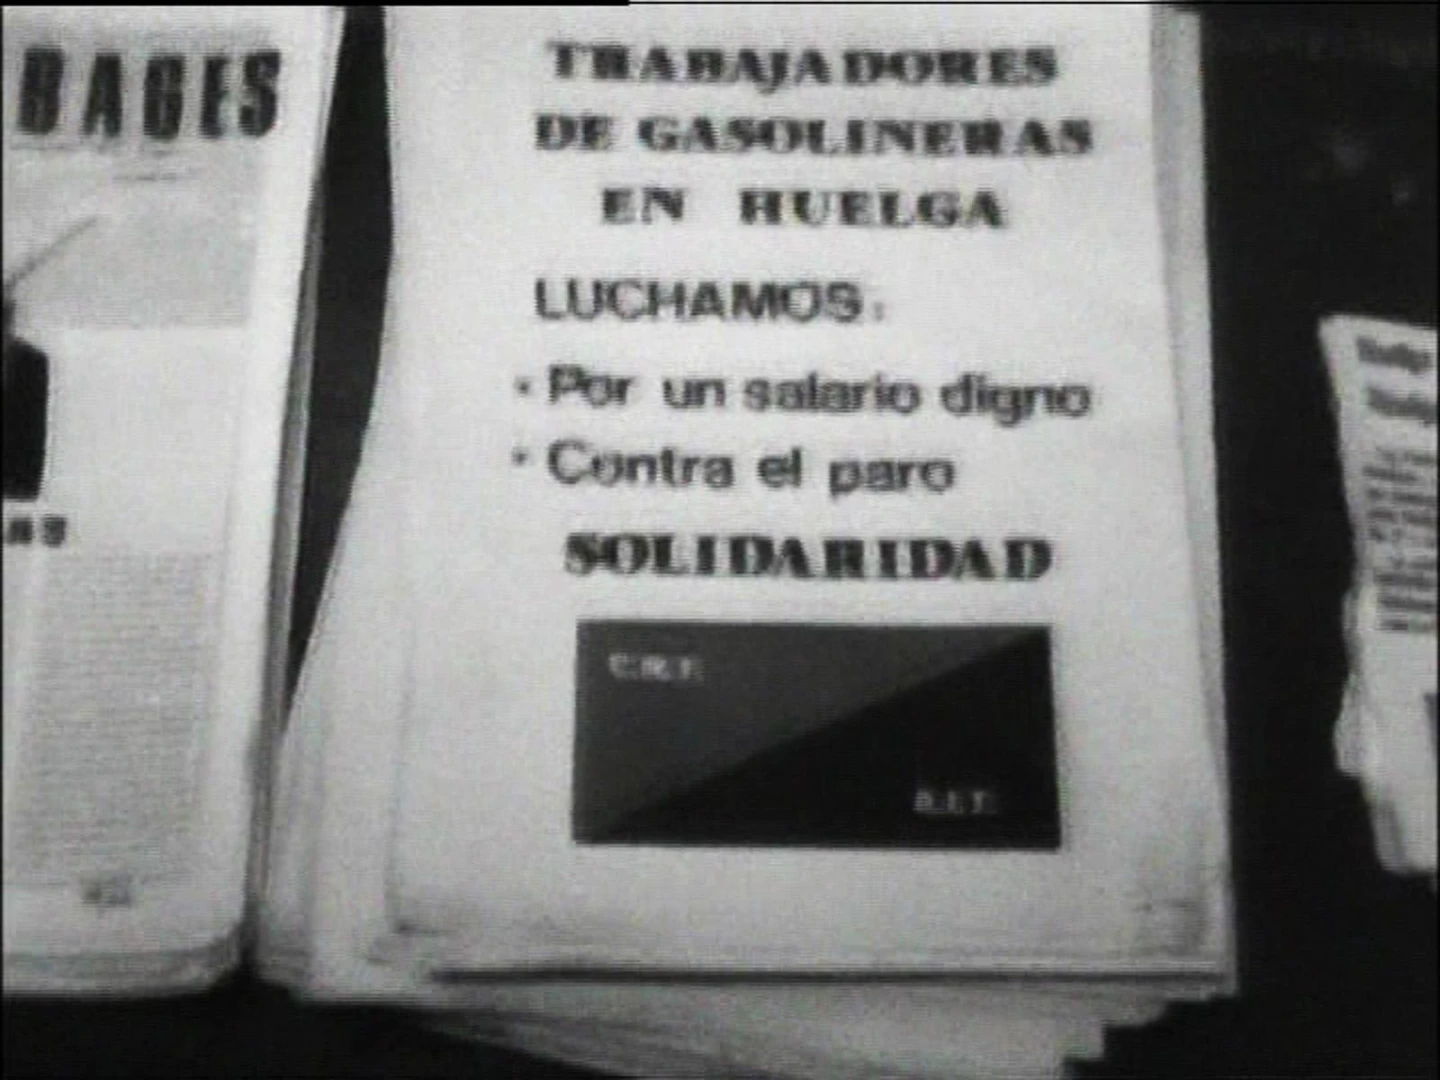 BAGES
TRABAJADORES
DE GASOLINERAS
EN HUELGA
LUCHAMOS:
* Por un salario digno
* Contra el paro
SOLIDARIDAD
C.N.T.
A.I.T.